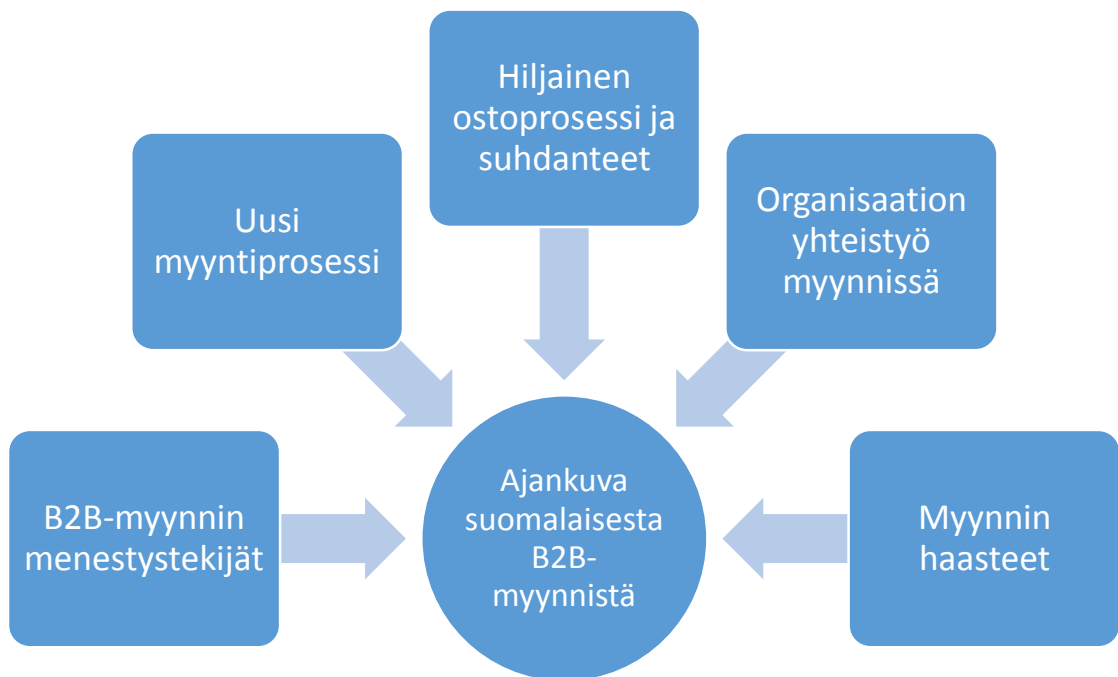 Hiljainen
ostoprosessi ja
suhdanteet
Uusi
myyntiprosessi
Organisaation
yhteistyö
myynnissä
B2B-myynnin
menestystekijät
Ajankuva
suomalaisesta
B2B-
myynnistä
Myynnin
haasteet